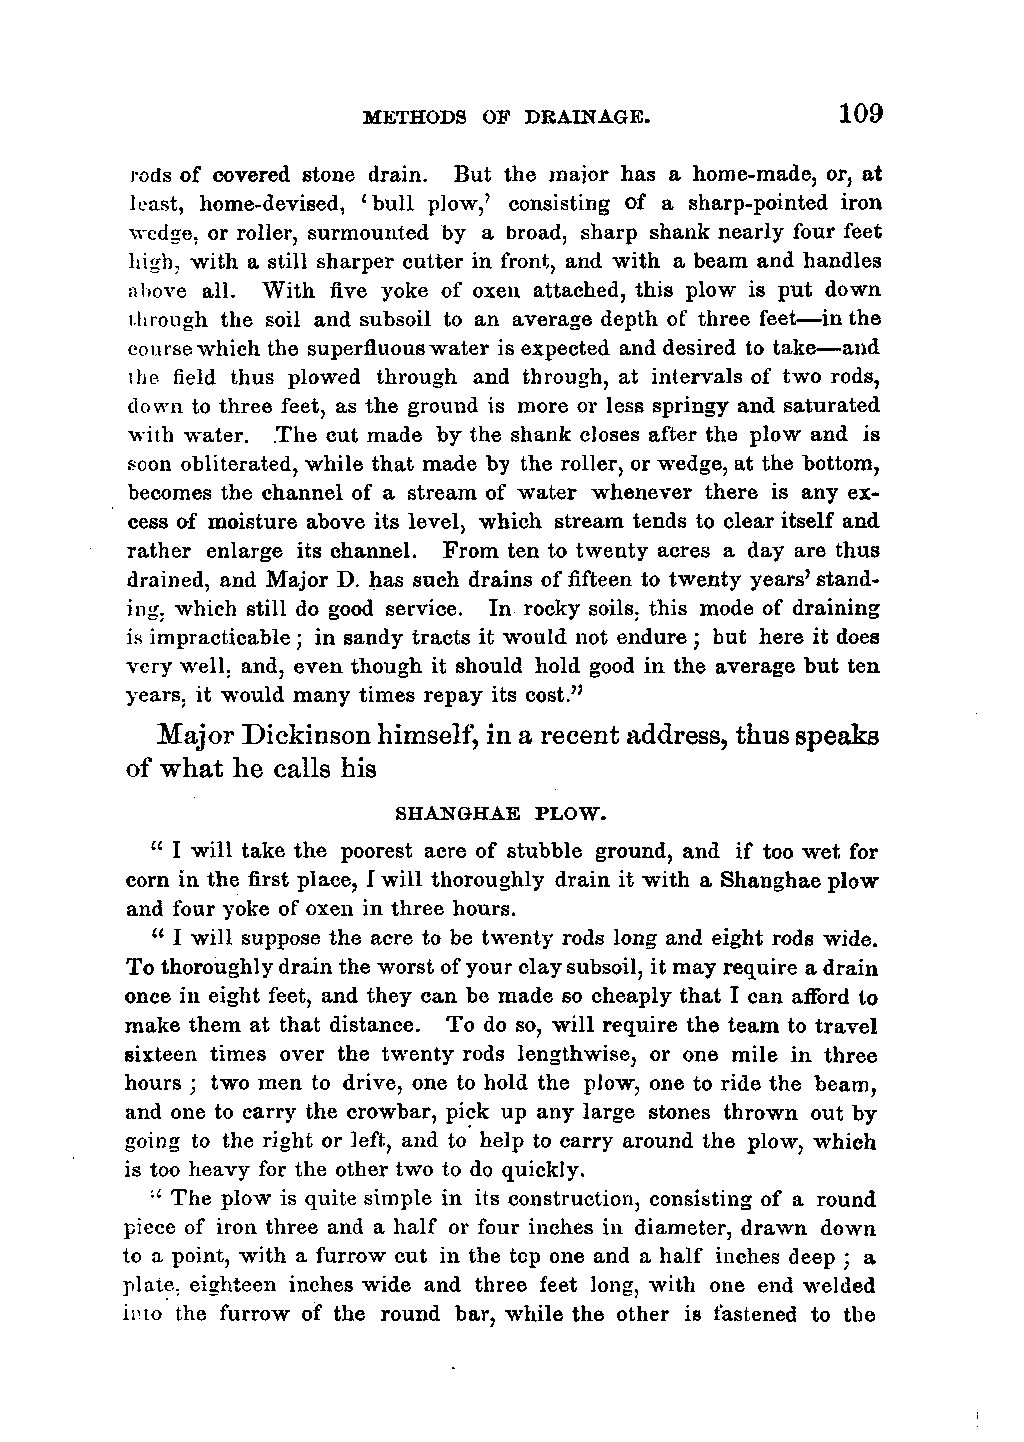 METHODS OF DRAINAGE. 109
rods of covered stone drain. But the major has a home-made, or, at
least, home-devised, ‘bull plow,’ consisting of a sharp-pointed iron
wedge, or roller, surmounted by a broad, sharp shank nearly four feet
high, with a still sharper cutter in front, and with a beam and handles
above all. With five yoke of oxen attached, this plow is put down
through the soil and subsoil to an average depth of three feet—in the
course which the superfluous water is expected and desired to take—and
the field thus plowed through and through, at intervals of two rods,
down to three feet, as the ground is more or less springy and saturated
with water. The cut made by the shank closes after the plow and is
soon obliterated, while that made by the roller, or wedge, at the bottom,
becomes the channel of a stream of water whenever there is any ex-
cess of moisture above its level, which stream tends to clear itself and
rather enlarge its channel. From ten to twenty acres a day are thus
drained, and Major D. has such drains of fifteen to twenty years’ stand-
ing, which still do good service. In rocky soils, this mode of draining
is impracticable; in sandy tracts it would not endure; but here it does
very well, and, even though it should hold good in the average but ten
years, it would many times repay its cost.”
Major Dickinson himself, in a recent address, thus speaks
of what he calls his
SHANGHAE PLOW.
“ I will take the poorest acre of stubble ground, and if too wet for
corn in the first place, I will thoroughly drain it with a Shanghae plow
and four yoke of oxen in three hours.
“ I will suppose the acre to be twenty rods long and eight rods wide.
To thoroughly drain the worst of your clay subsoil, it may require a drain
once in eight feet, and they can be made so cheaply that I can afford to
make them at that distance. To do so, will require the team to travel
sixteen times over the twenty rods lengthwise, or one mile in three
hours; two men to drive, one to hold the plow, one to ride the beam,
and one to carry the crowbar, pick up any large stones thrown out by
going to the right or left, and to help to carry around the plow, which
is too heavy for the other two to do quickly.
“ The plow is quite simple in its construction, consisting of a round
piece of iron three and a half or four inches in diameter, drawn down
to a point, with a furrow cut in the top one and a half inches deep; a
plate, eighteen inches wide and three feet long, with one end welded
into the furrow of the round bar, while the other is fastened to the